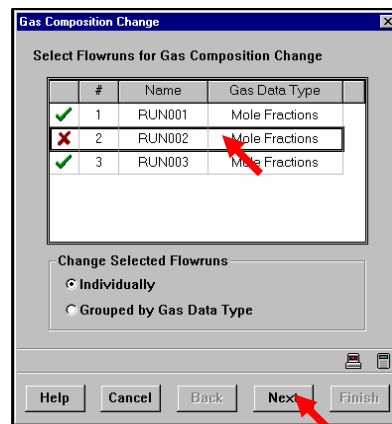 Gas Composition Change
Select Flowruns for Gas Composition Change
# Name Gas Data Type
1 RUN001 Mole Fractions
2 RUN002 Mole Fractions
3 RUN003 Mole Fractions
Change Selected Flowruns
Individually
Grouped by Gas Data Type
Help Cancel Back Next Finish